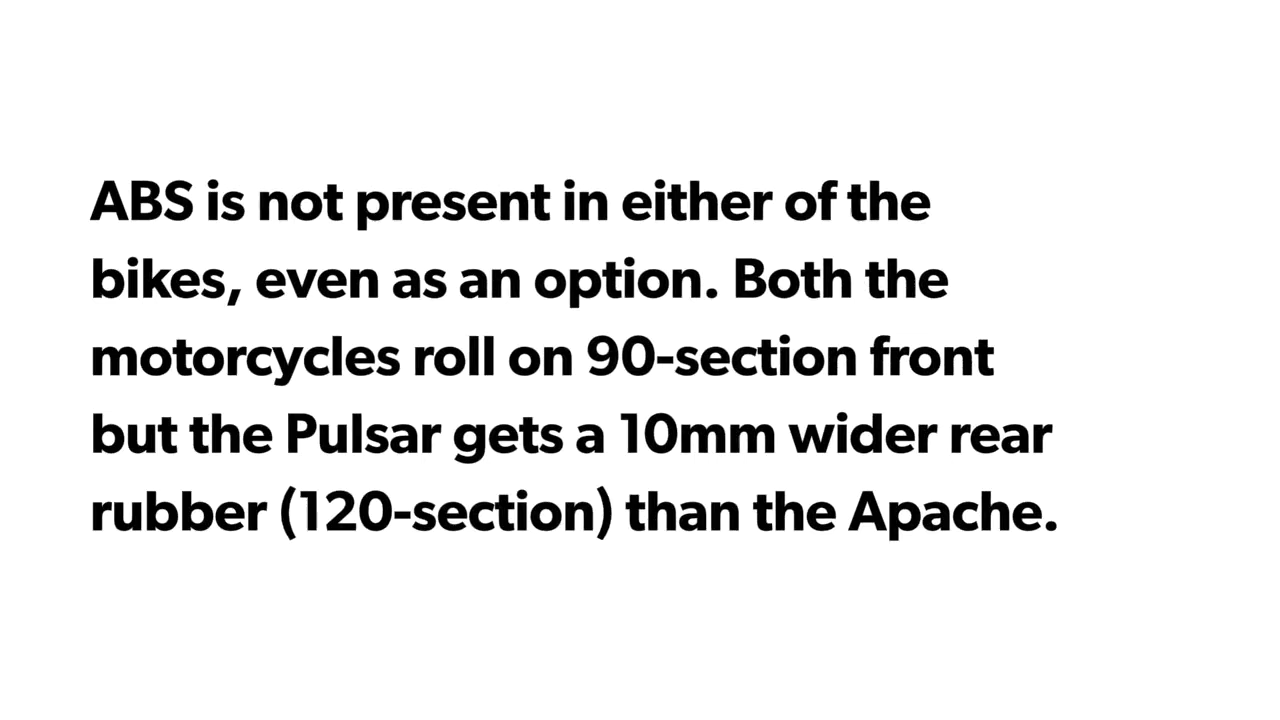 ABS is not present in either of the
bikes, even as an option. Both the
motorcycles roll on 90-section front
but the Pulsar gets a 10mm wider rear
rubber (120-section) than the Apache.